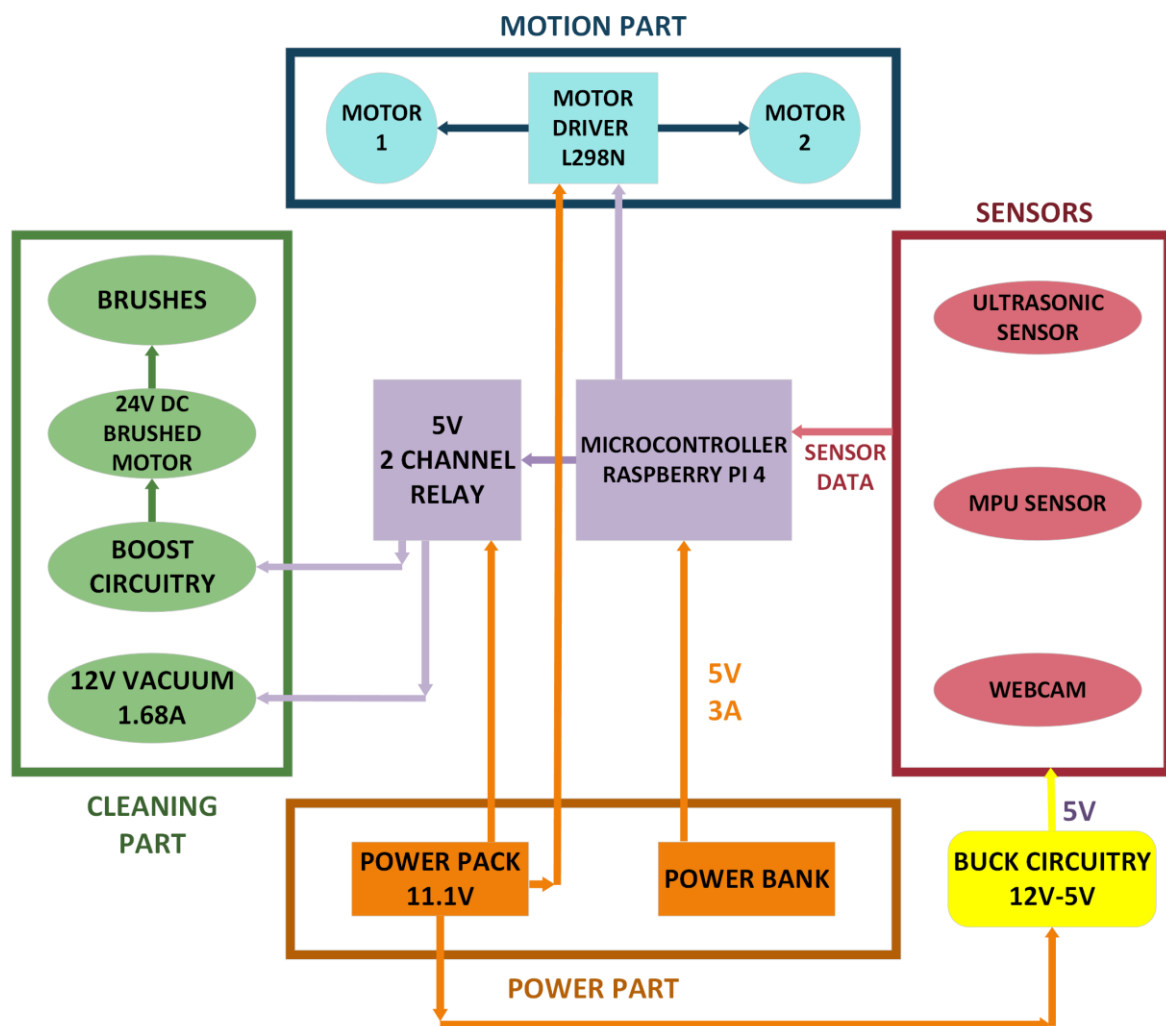 MOTION PART
MOTOR
1
MOTOR
DRIVER
L298N
MOTOR
2
SENSORS
ULTRASONIC
SENSOR
MPU SENSOR
WEBCAM
BRUSHES
24V DC
BRUSHED
MOTOR
BOOST
CIRCUITRY
12V VACUUM
1.68A
CLEANING
PART
5V
2 CHANNEL
RELAY
MICROCONTROLLER
RASPBERRY PI 4
SENSOR
DATA
5V
3A
POWER PACK
11.1V
POWER BANK
POWER PART
5V
BUCK CIRCUITRY
12V-5V